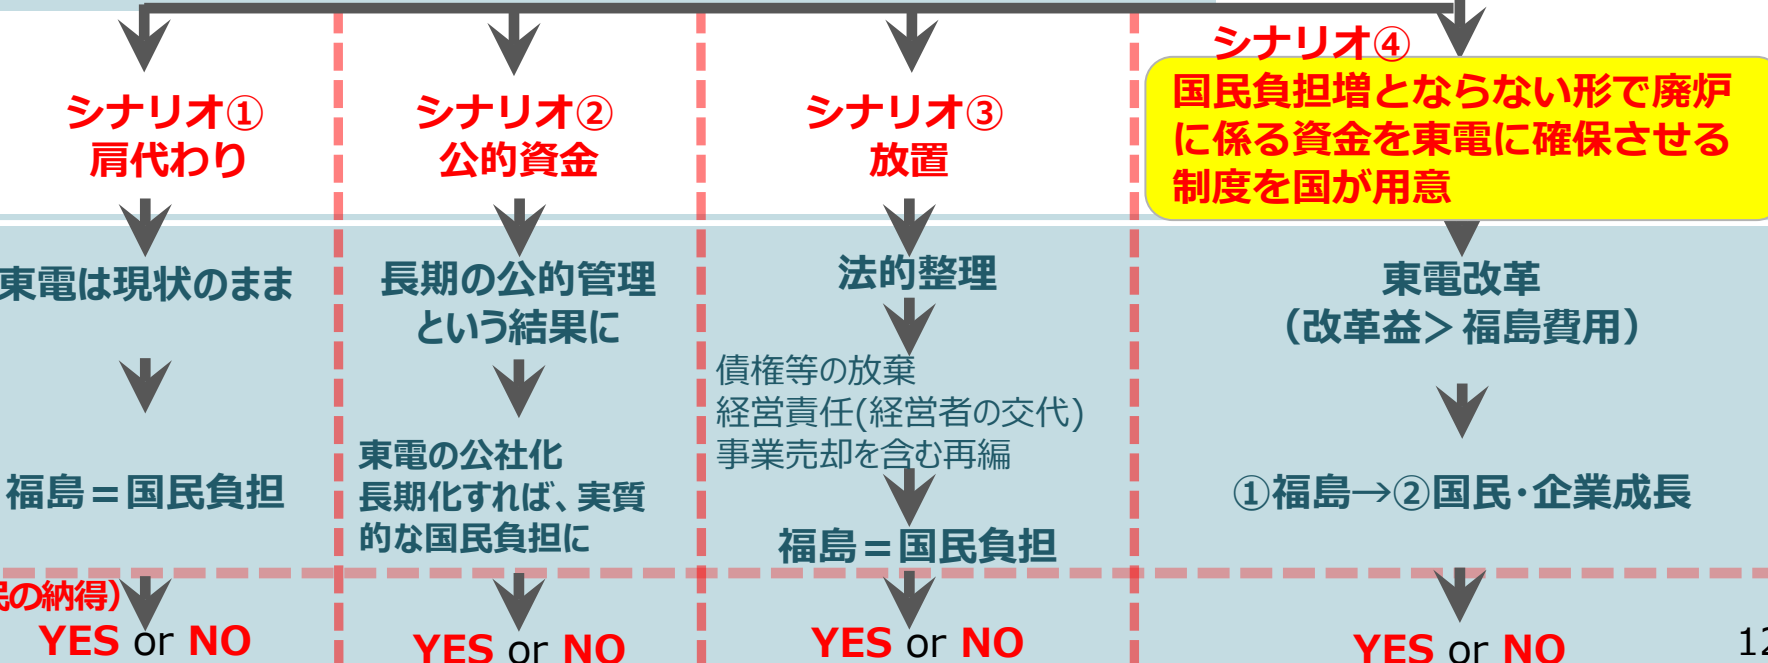 シナリオ①
肩代わり
東電は現状のまま
福島＝国民負担
民の納得）
YES or NO
シナリオ②
公的資金
長期の公的管理
という結果に
東電の公社化
長期化すれば、実質
的な国民負担に
YES or NO
シナリオ③
放置
法的整理
債権等の放棄
経営責任(経営者の交代)
事業売却を含む再編
福島＝国民負担
YES or NO
シナリオ④
国民負担増とならない形で廃炉
に係る資金を東電に確保させる
制度を国が用意
東電改革
（改革益＞福島費用）
①福島→②国民･企業成長
YES or NO
12